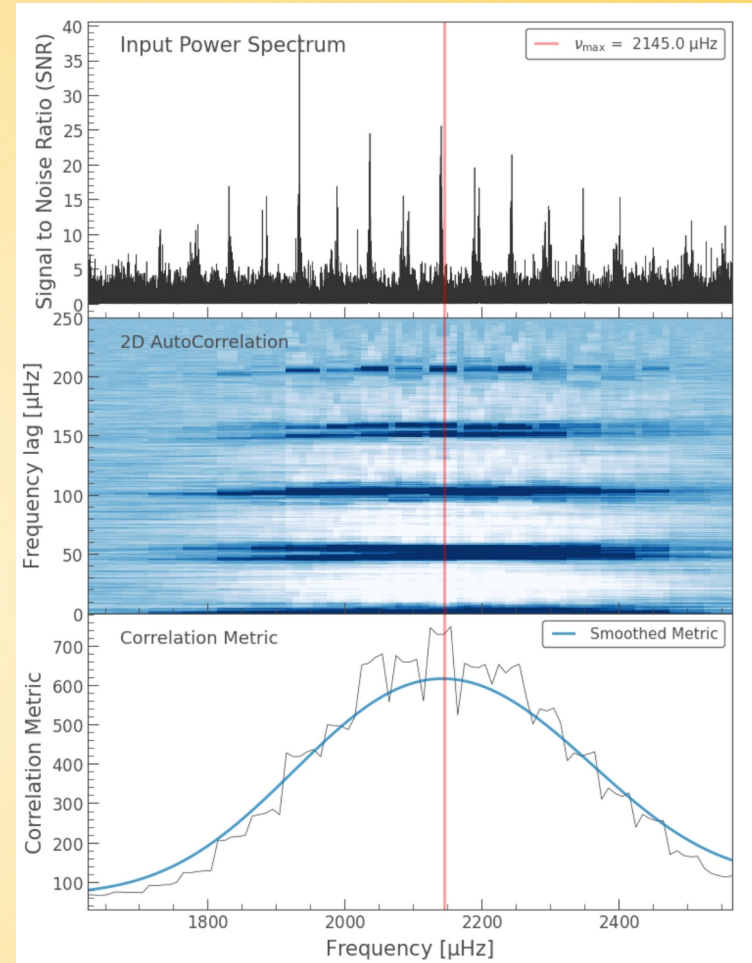 Input Power Spectrum
ν_max = 2145.0 µHz
Signal to Noise Ratio (SNR)
40
35
30
25
20
15
10
5
0
2D AutoCorrelation
Frequency lag [µHz]
250
200
150
100
50
0
Correlation Metric
Smoothed Metric
Correlation Metric
700
600
500
400
300
200
100
1800 2000 2200 2400
Frequency [µHz]